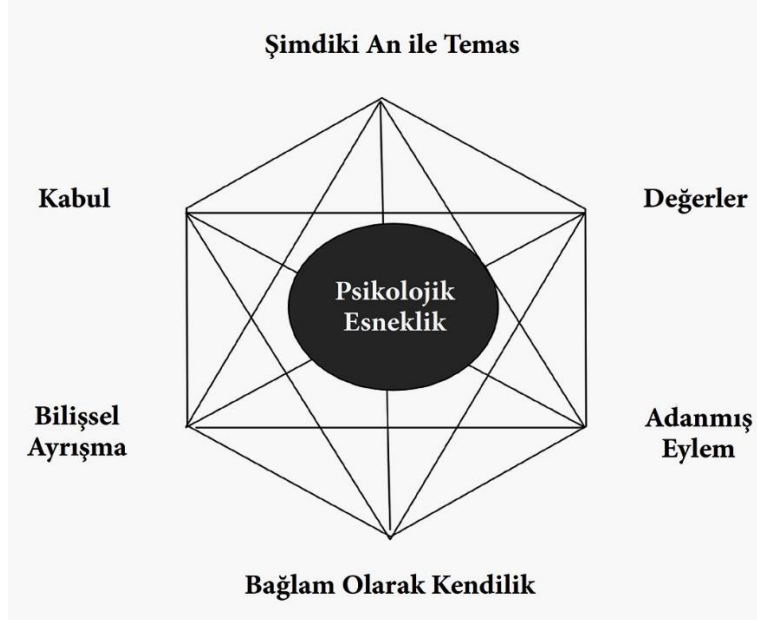 Şimdiki An ile Temas
Kabul
Değerler
Psikolojik
Esneklik
Bilişsel
Ayrışma
Adanmış
Eylem
Bağlam Olarak Kendilik